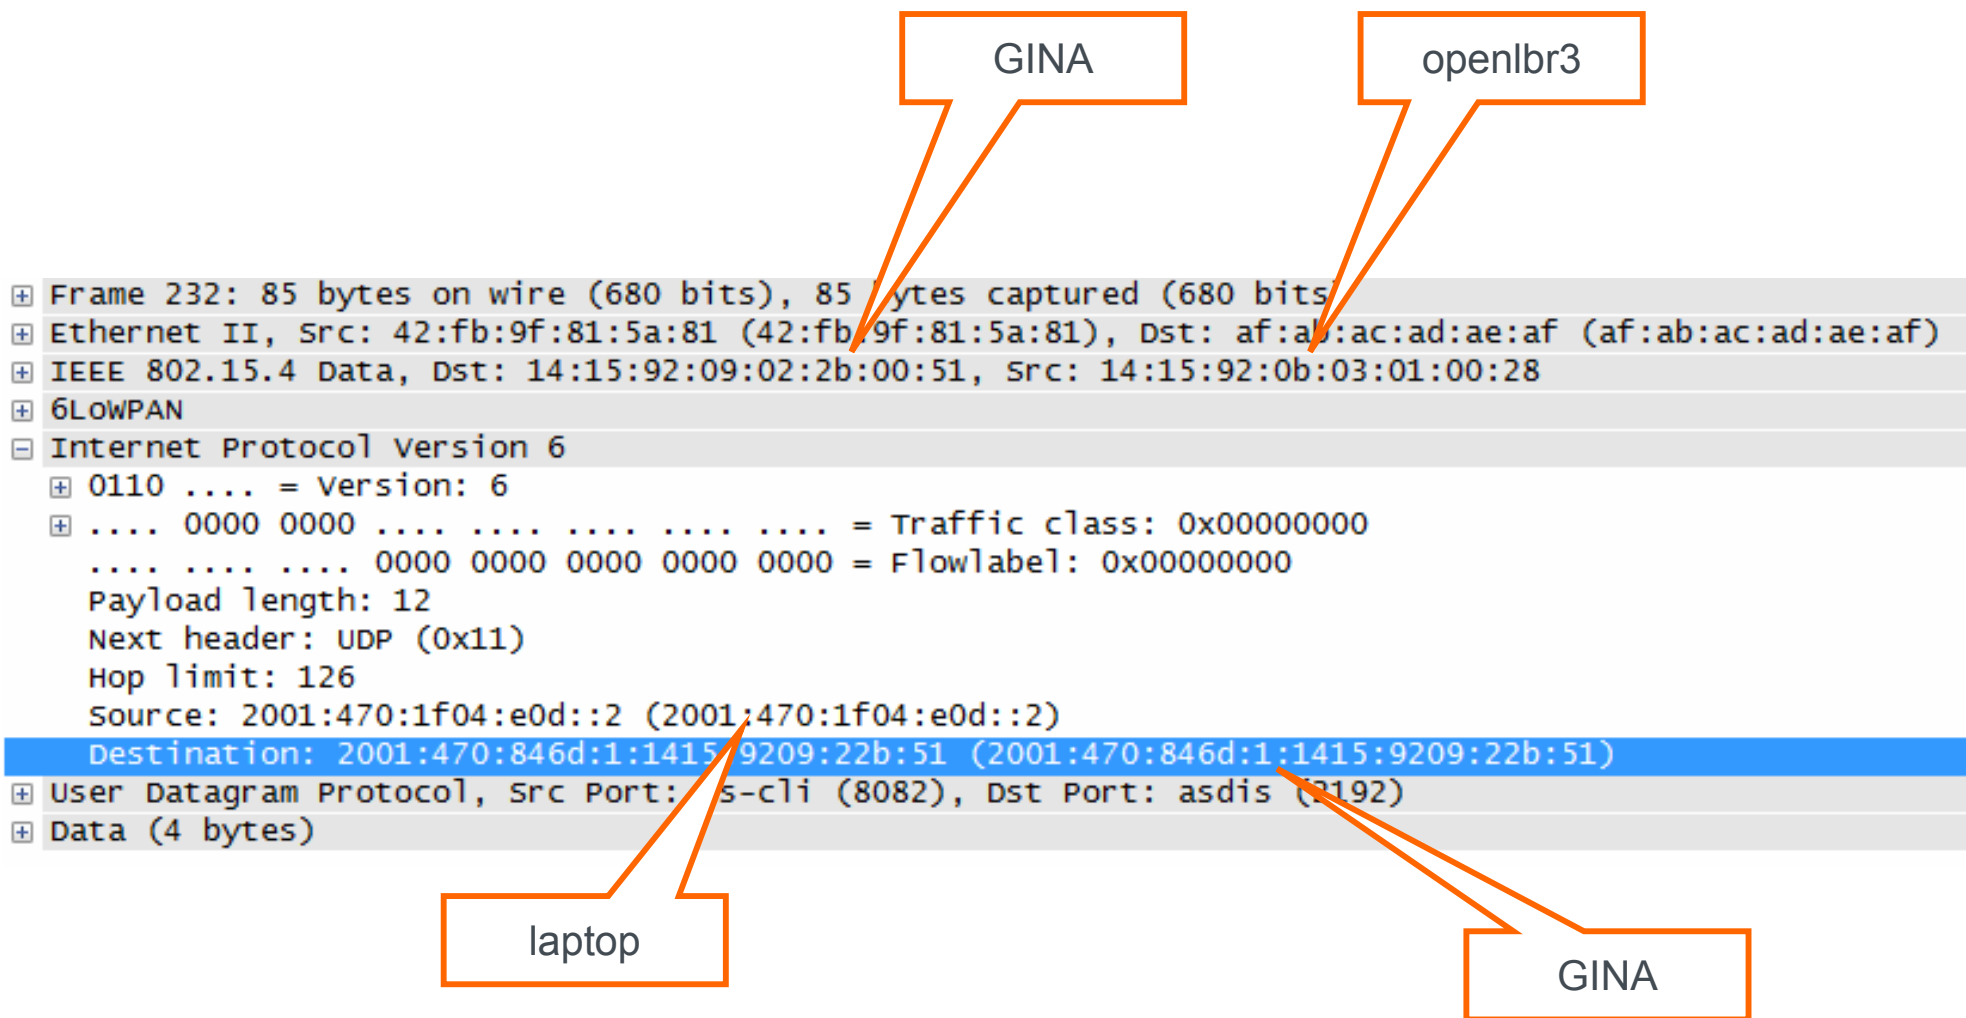 GINA
openlbr3
Frame 232: 85 bytes on wire (680 bits), 85 bytes captured (680 bits)
Ethernet II, Src: 42:fb:9f:81:5a:81 (42:fb:9f:81:5a:81), Dst: af:ab:ac:ad:ae:af (af:ab:ac:ad:ae:af)
IEEE 802.15.4 Data, Dst: 14:15:92:09:02:2b:00:51, Src: 14:15:92:0b:03:01:00:28
6LoWPAN
Internet Protocol Version 6
0110 .... = Version: 6
.... 0000 0000 .... .... .... .... .... = Traffic class: 0x00000000
.... .... .... 0000 0000 0000 0000 0000 = Flowlabel: 0x00000000
Payload length: 12
Next header: UDP (0x11)
Hop limit: 126
Source: 2001:470:1f04:e0d::2 (2001:470:1f04:e0d::2)
Destination: 2001:470:846d:1:1415:9209:22b:51 (2001:470:846d:1:1415:9209:22b:51)
User Datagram Protocol, Src Port: s-cli (8082), Dst Port: asdis (2192)
Data (4 bytes)
laptop
GINA